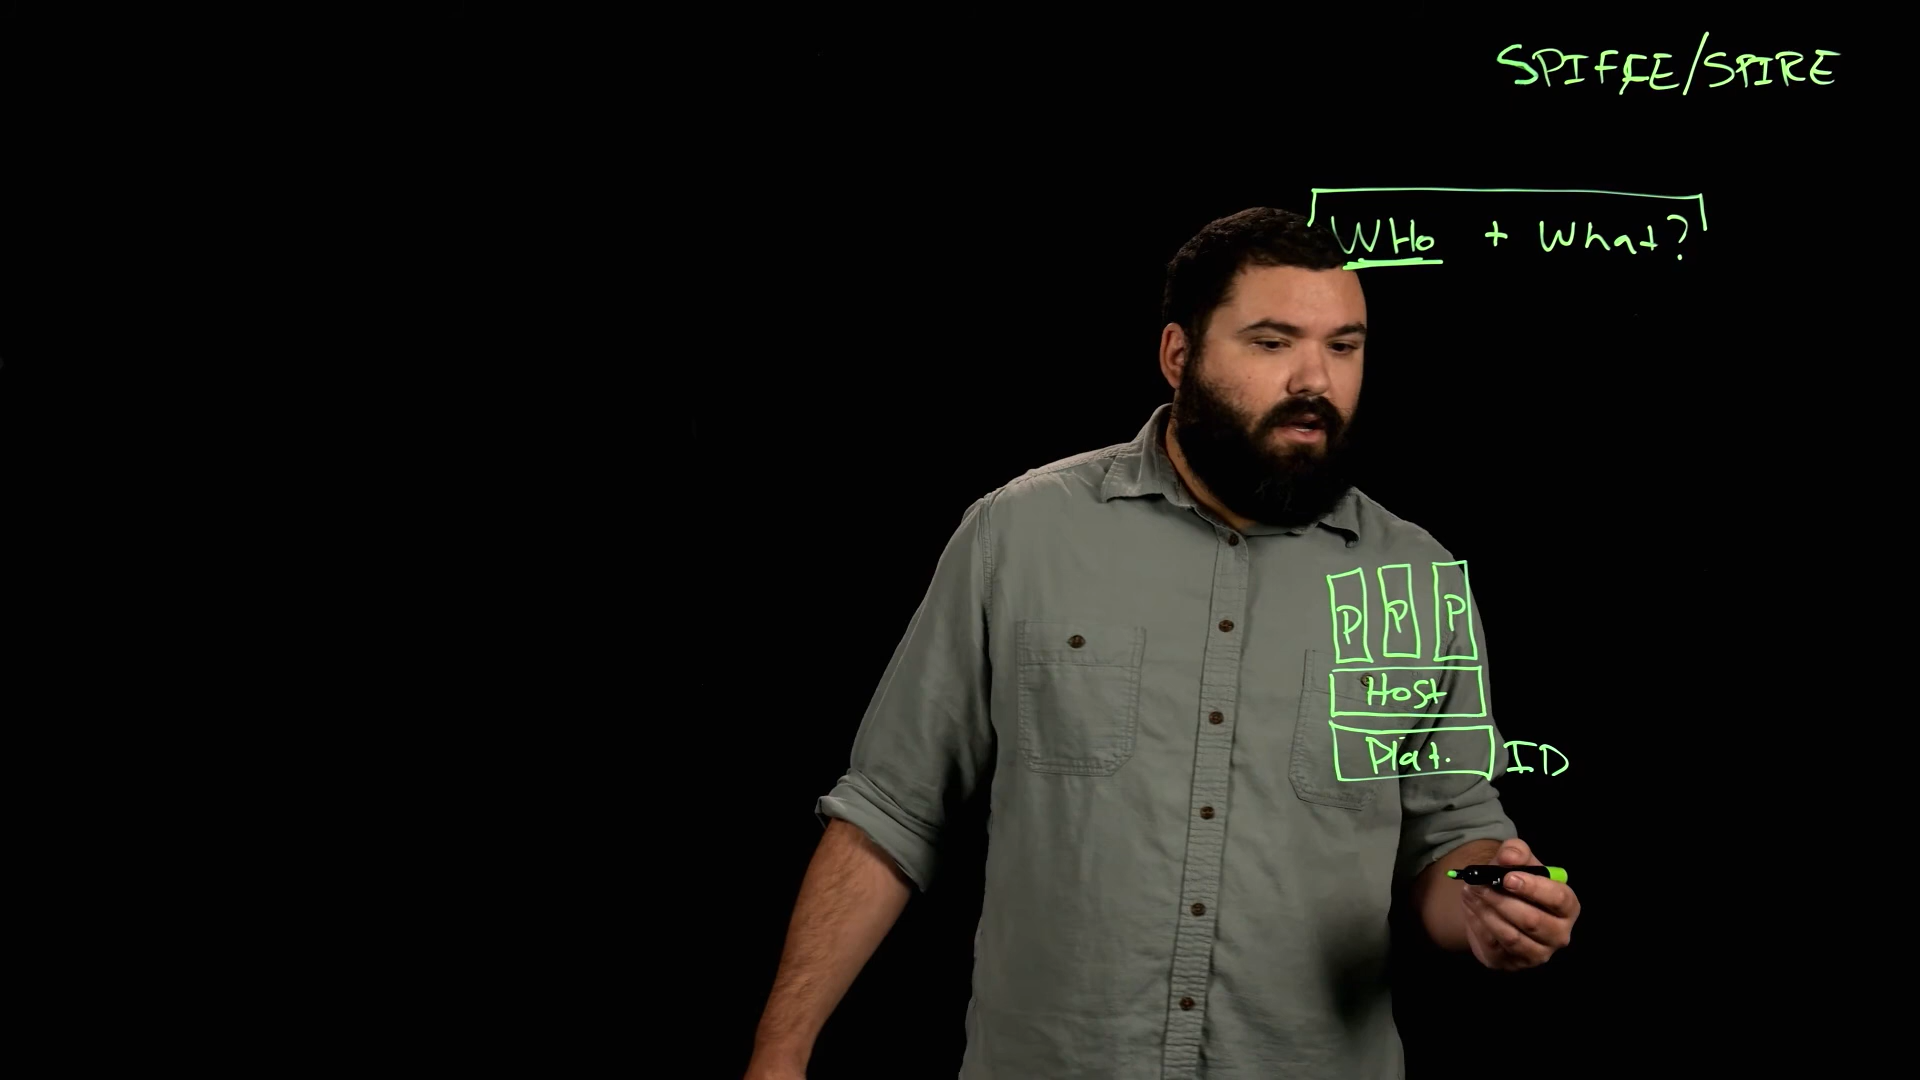 SPIFFE/SPIRE
WHo + What?
P P P
Host
Plat. ID